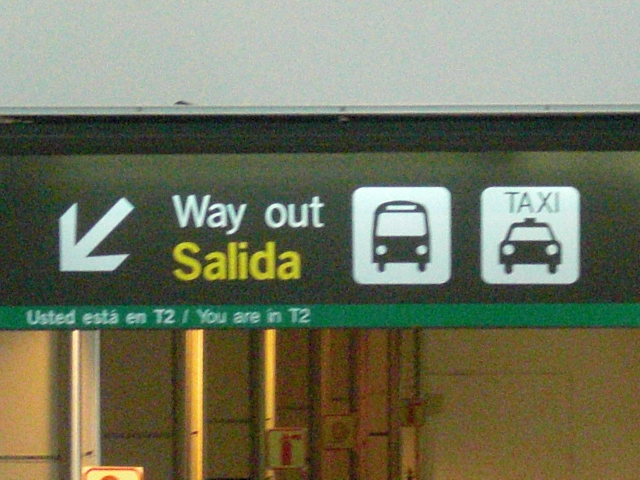 Way out
Salida
TAXI
Usted está en T2 / You are in T2